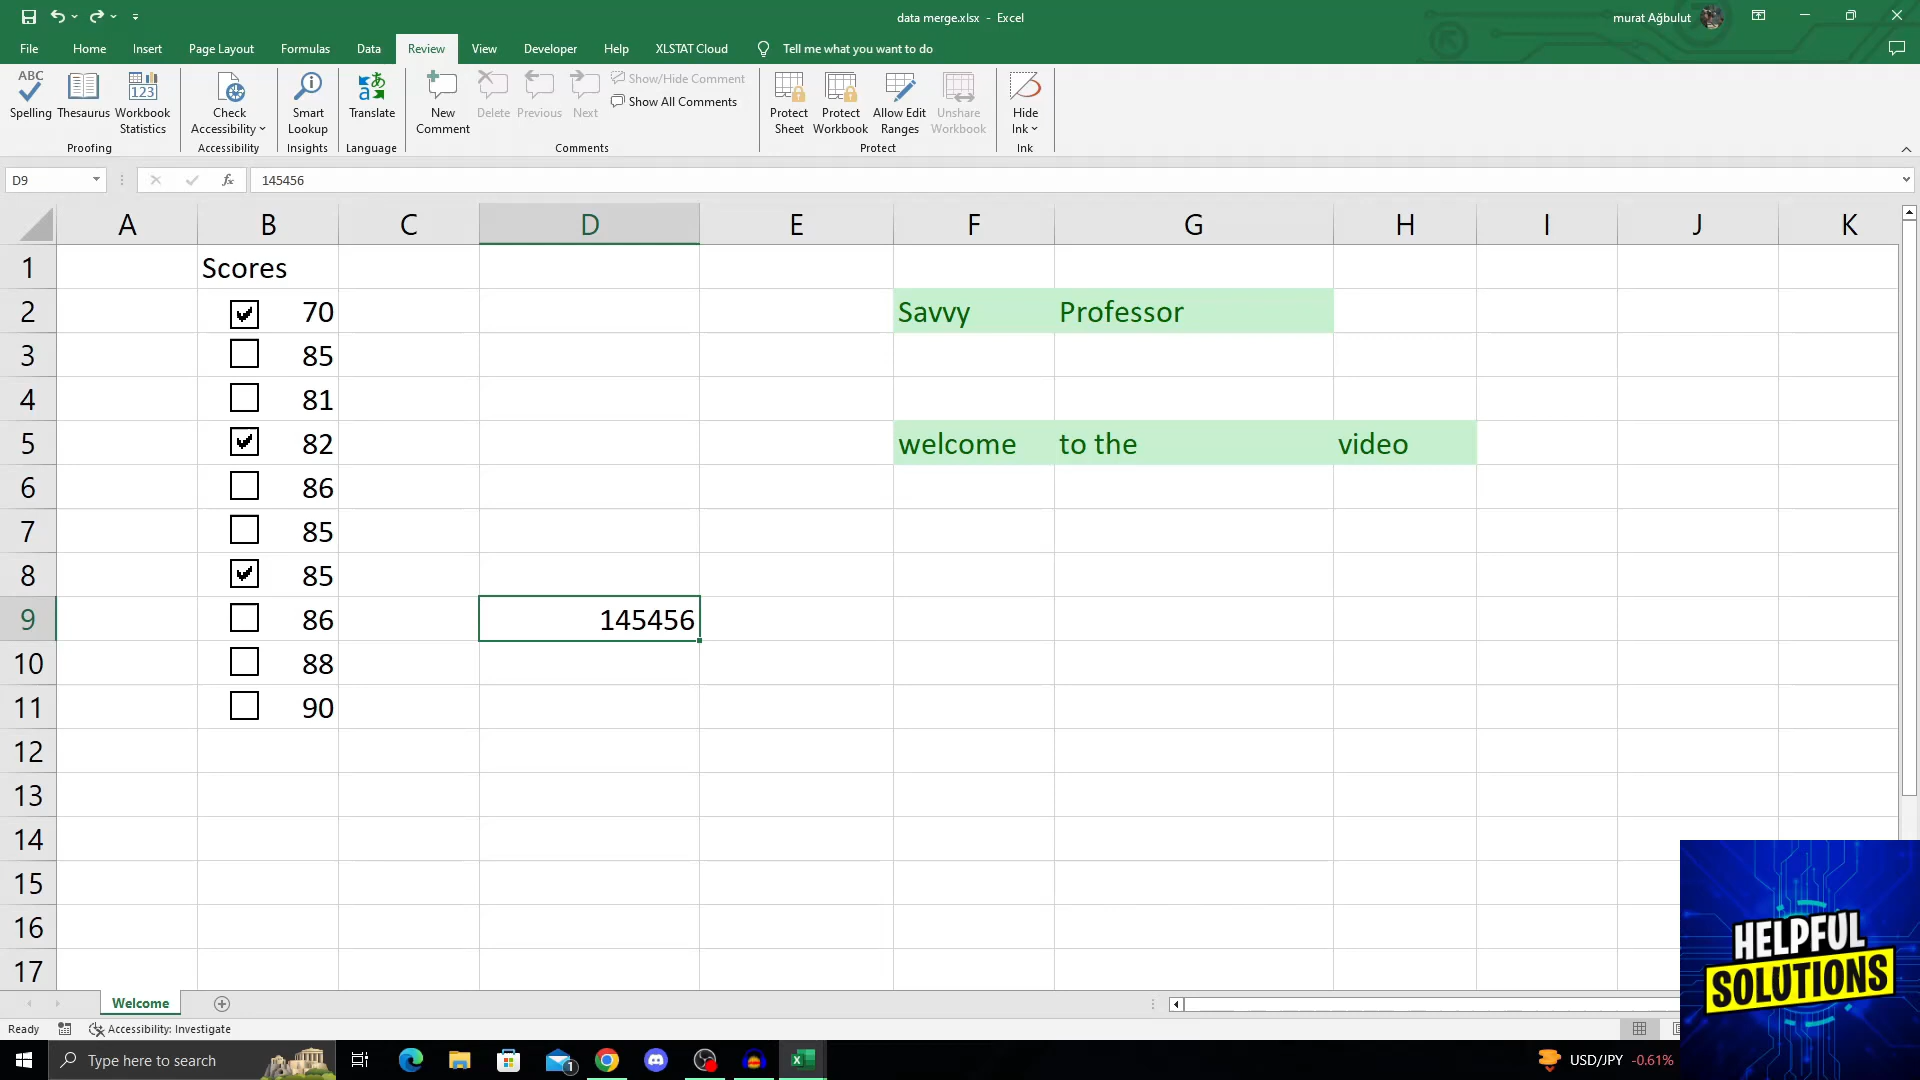 data merge.xlsx - Excel
murat Ağbulut
File Home Insert Page Layout Formulas Data Review View Developer Help XLSTAT Cloud Tell me what you want to do
ABC
Spelling
Thesaurus
123
Workbook
Statistics
Proofing
Check
Accessibility
Accessibility
Smart
Lookup
Insights
Translate
Language
New
Comment
Delete
Previous
Next
Show/Hide Comment
Show All Comments
Comments
Protect
Sheet
Protect
Workbook
Allow Edit
Ranges
Unshare
Workbook
Protect
Hide
Ink
Ink
D9 fx 145456
A B C D E F G H I J K
1 Scores
2 70 Savvy Professor
3 85
4 81
5 82 welcome to the video
6 86
7 85
8 85
9 86 145456
10 88
11 90
12
13
14
15
16
17
Welcome
Ready Accessibility: Investigate
Type here to search
1
USD/JPY -0.61%
HELPFUL
SOLUTIONS